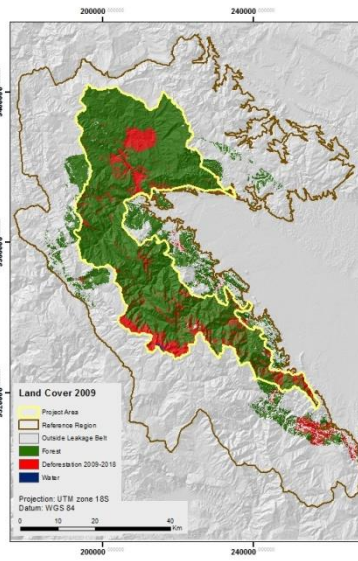 200000 240000
Land Cover 2009
Project Area
Reference Region
Outside Leakage Belt
Forest
Deforestation 2009-2018
Water
Projection: UTM zone 18S
Datum: WGS 84
0 10 20 40
Km
200000 240000